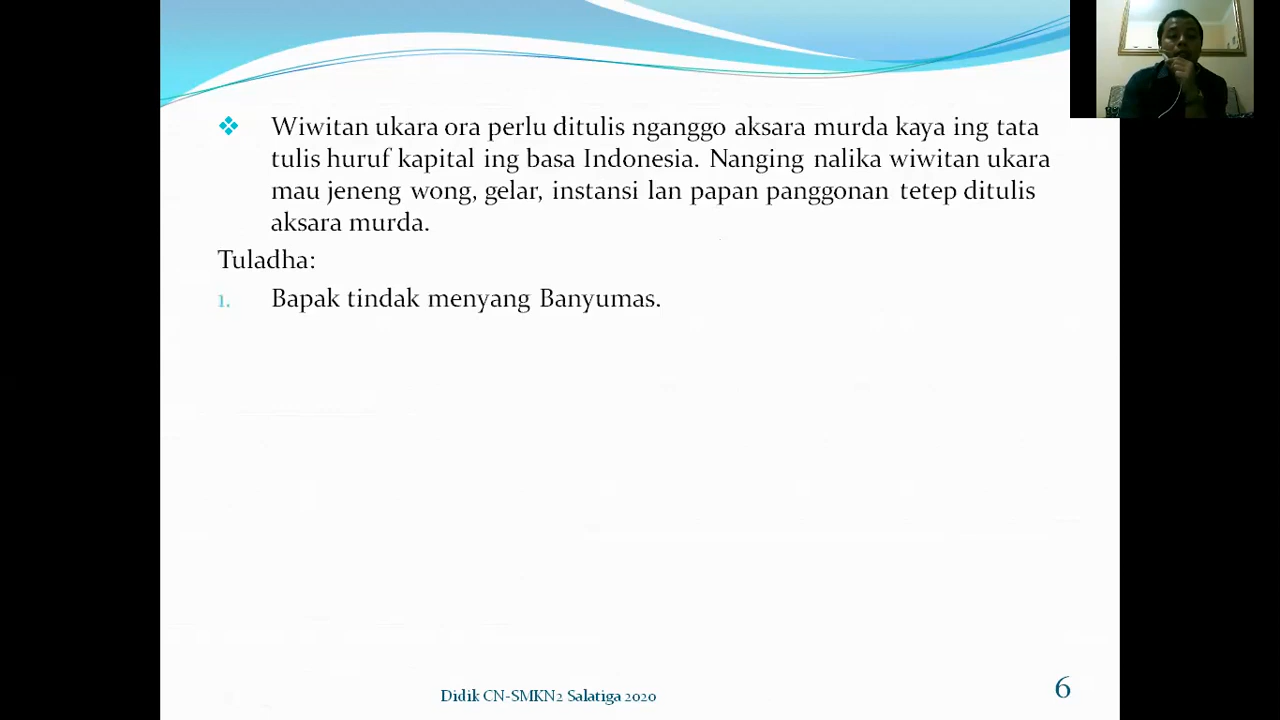 Wiwitan ukara ora perlu ditulis nganggo aksara murda kaya ing tata
tulis huruf kapital ing basa Indonesia. Nanging nalika wiwitan ukara
mau jeneng wong, gelar, instansi lan papan panggonan tetep ditulis
aksara murda.
Tuladha:
1. Bapak tindak menyang Banyumas.
Didik CN-SMKN2 Salatiga 2020
6